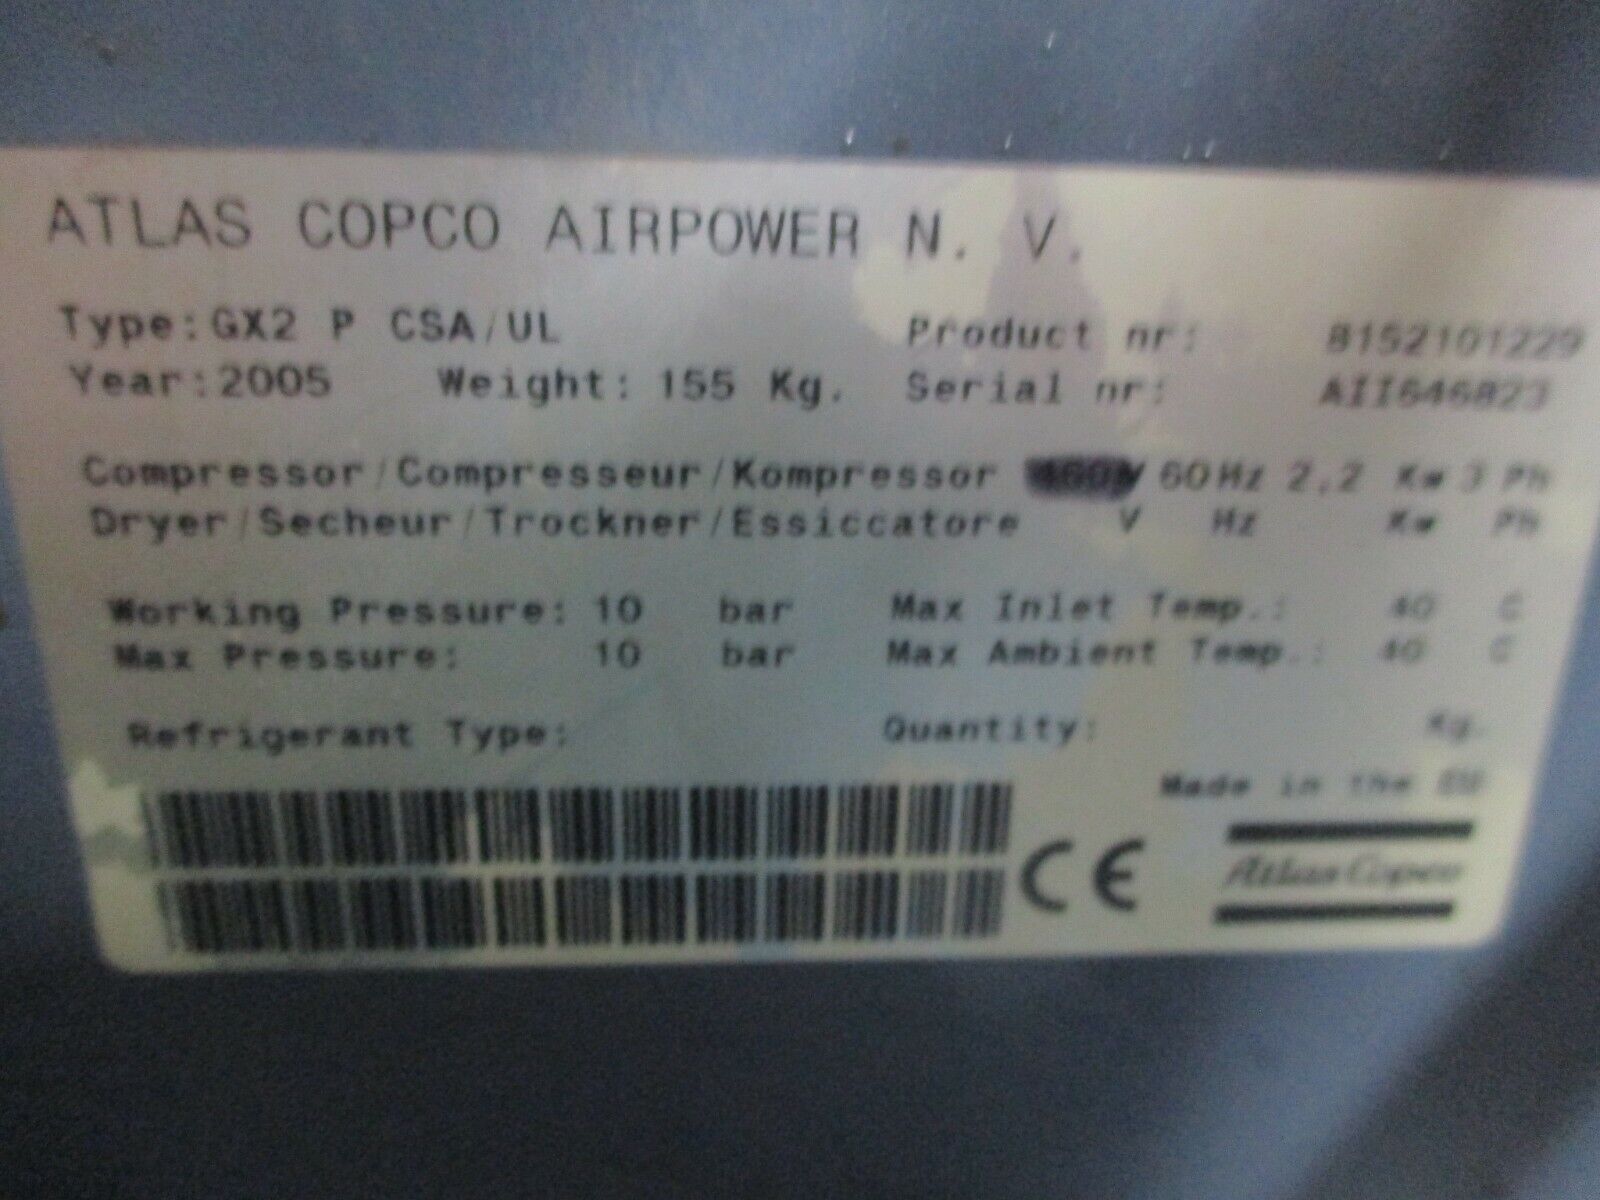 ATLAS COPCO AIRPOWER N. V.
Type: GX2 P CSA/UL Product nr: 8152101229
Year: 2005 Weight: 155 Kg. Serial nr: AII646823
Compressor/Compresseur/Kompressor 460V 60Hz 2,2 Kw 3 Ph
Dryer/Secheur/Trockner/Essiccatore V Hz Kw Ph
Working Pressure: 10 bar Max Inlet Temp.: 40 C
Max Pressure: 10 bar Max Ambient Temp.: 40 C
Refrigerant Type: Quantity: Kg.
Made in the EU
CE
Atlas Copco